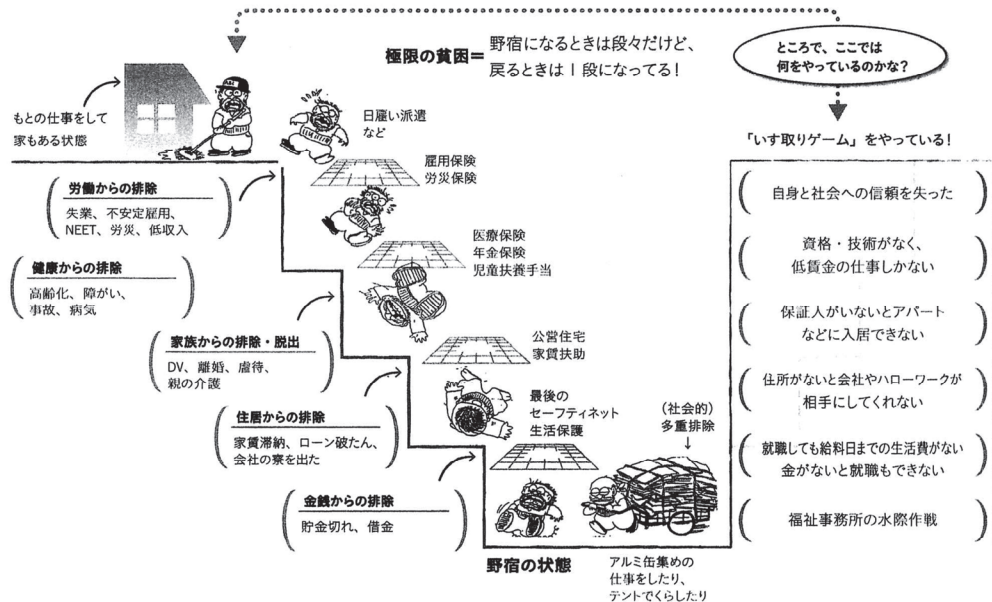 極限の貧困＝
野宿になるときは段々だけど、
戻るときは1段になってる！
ところで、ここでは
何をやっているのかな？
もとの仕事をして
家もある状態
日雇い派遣
など
「いす取りゲーム」をやっている！
雇用保険
労災保険
労働からの排除
失業、不安定雇用、
NEET、労災、低収入
医療保険
年金保険
児童扶養手当
健康からの排除
高齢化、障がい、
事故、病気
公営住宅
家賃扶助
家族からの排除・脱出
DV、離婚、虐待、
親の介護
最後の
セーフティネット
生活保護
住居からの排除
家賃滞納、ローン破たん、
会社の寮を出た
（社会的）
多重排除
↓
金銭からの排除
貯金切れ、借金
野宿の状態
アルミ缶集めの
仕事をしたり、
テントでくらしたり
自身と社会への信頼を失った
資格・技術がなく、
低賃金の仕事しかない
保証人がいないとアパート
などに入居できない
住所がないと会社やハローワークが
相手にしてくれない
就職しても給料日までの生活費がない
金がないと就職もできない
福祉事務所の水際作戦